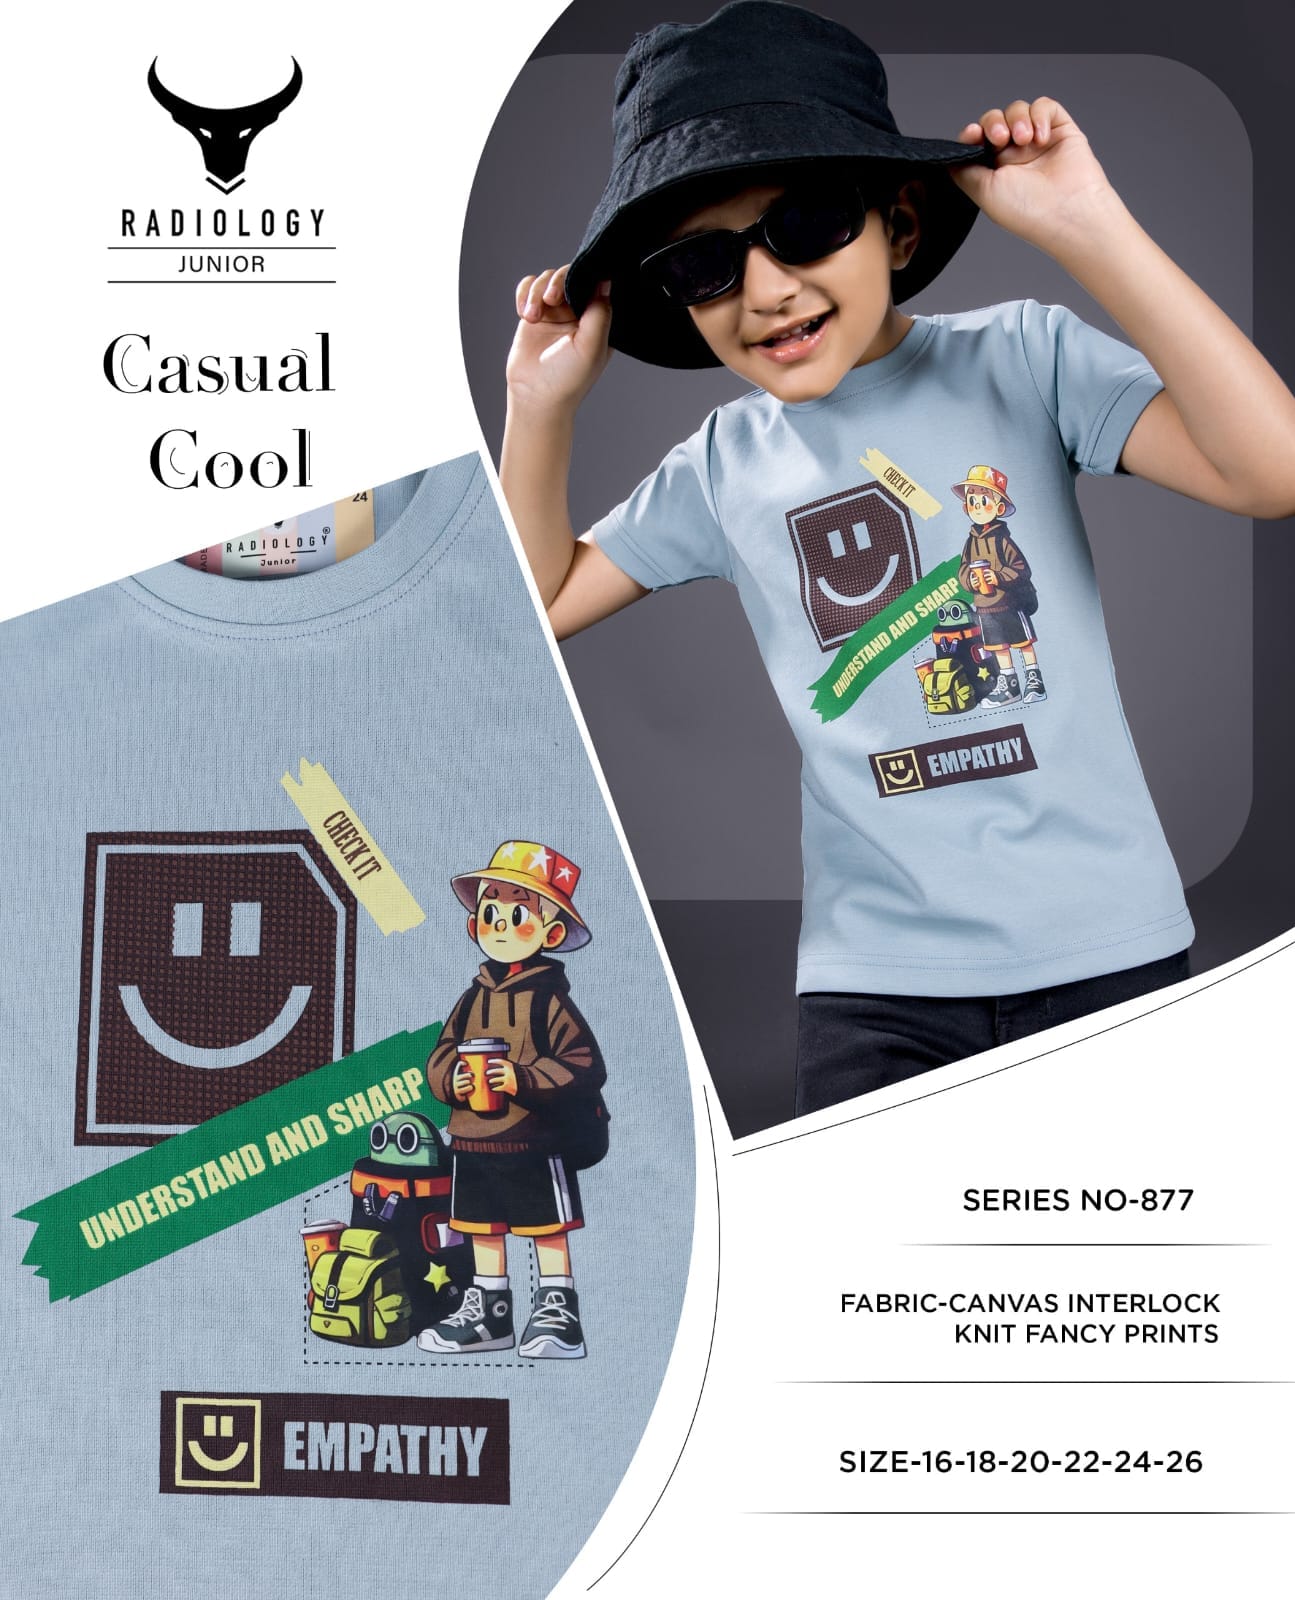 RADIOLOGY
JUNIOR
Casual
Cool
24
RADIOLOGY®
Junior
CHECK IT
UNDERSTAND AND SHARP
EMPATHY
CHECK IT
UNDERSTAND AND SHARP
EMPATHY
SERIES NO-877
FABRIC-CANVAS INTERLOCK
KNIT FANCY PRINTS
SIZE-16-18-20-22-24-26